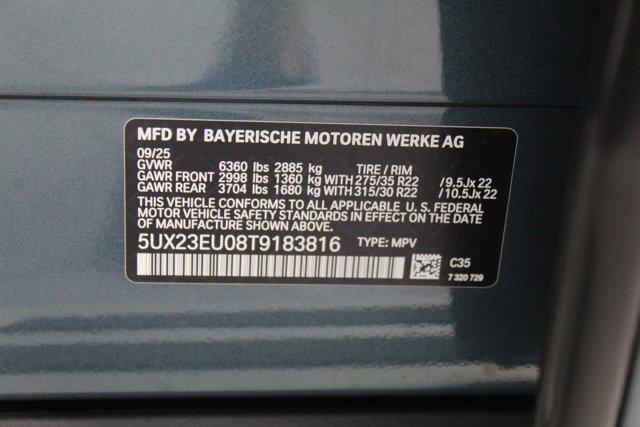 MFD BY BAYERISCHE MOTOREN WERKE AG
09/25
GVWR 6360 lbs 2885 kg TIRE / RIM
GAWR FRONT 2998 lbs 1360 kg WITH 275/35 R22 /9.5Jx 22
GAWR REAR 3704 lbs 1680 kg WITH 315/30 R22 /10.5Jx 22
THIS VEHICLE CONFORMS TO ALL APPLICABLE U. S. FEDERAL
MOTOR VEHICLE SAFETY STANDARDS IN EFFECT ON THE DATE
OF MANUFACTURE SHOWN ABOVE.
5UX23EU08T9183816 TYPE: MPV
C35
7 320 729